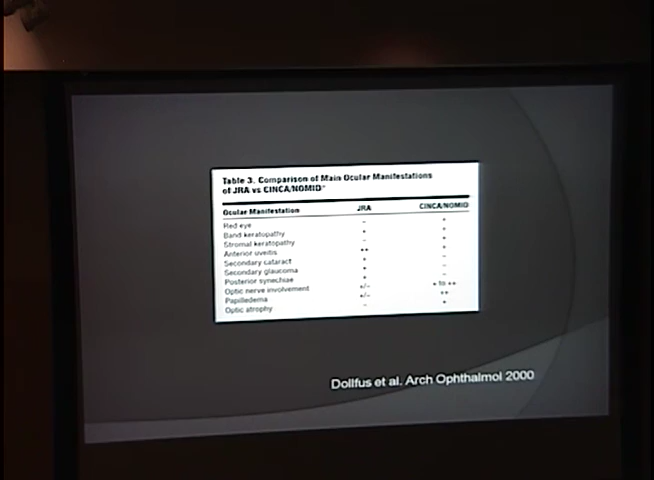 Table 3. Comparison of Main Ocular Manifestations
of JRA vs CINCA/NOMID*
Ocular Manifestation JRA CINCA/NOMID
Red eye – +
Band keratopathy + +
Stromal keratopathy – +
Anterior uveitis ++ +
Secondary cataract + –
Secondary glaucoma + –
Posterior synechiae + –
Optic nerve involvement +/– + to ++
Papilledema +/– ++
Optic atrophy – +
Dollfus et al. Arch Ophthalmol 2000